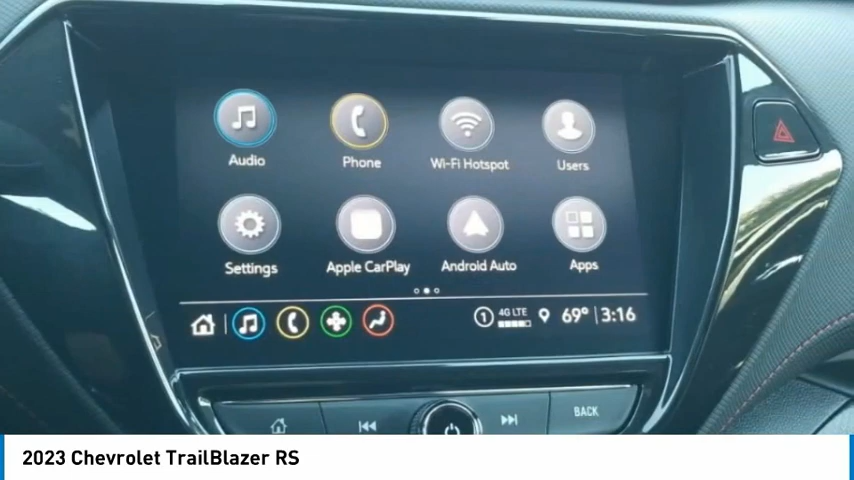 Audio Phone Wi-Fi Hotspot Users
Settings Apple CarPlay Android Auto Apps
1 4G LTE 69° 3:16
BACK
2023 Chevrolet TrailBlazer RS